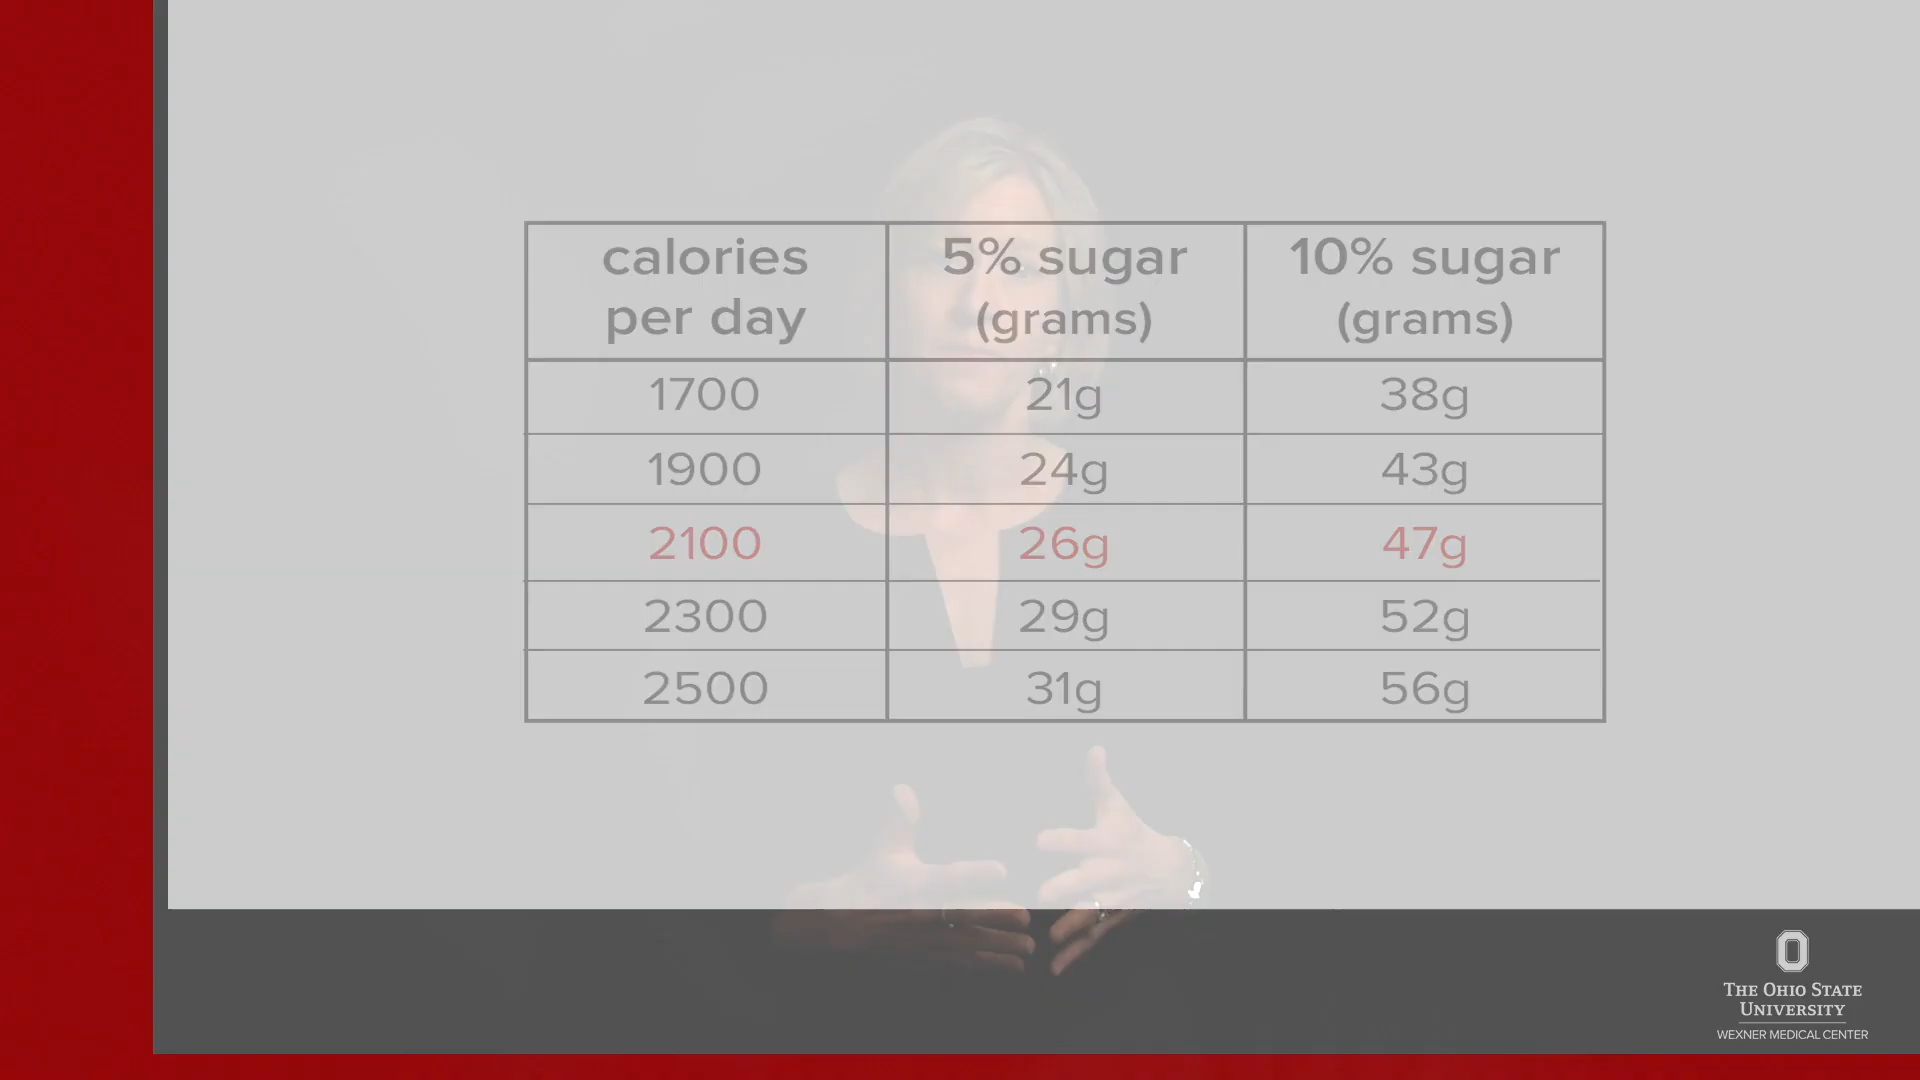 calories per day | 5% sugar (grams) | 10% sugar (grams)
1700 | 21g | 38g
1900 | 24g | 43g
2100 | 26g | 47g
2300 | 29g | 52g
2500 | 31g | 56g
O
THE OHIO STATE
UNIVERSITY
WEXNER MEDICAL CENTER